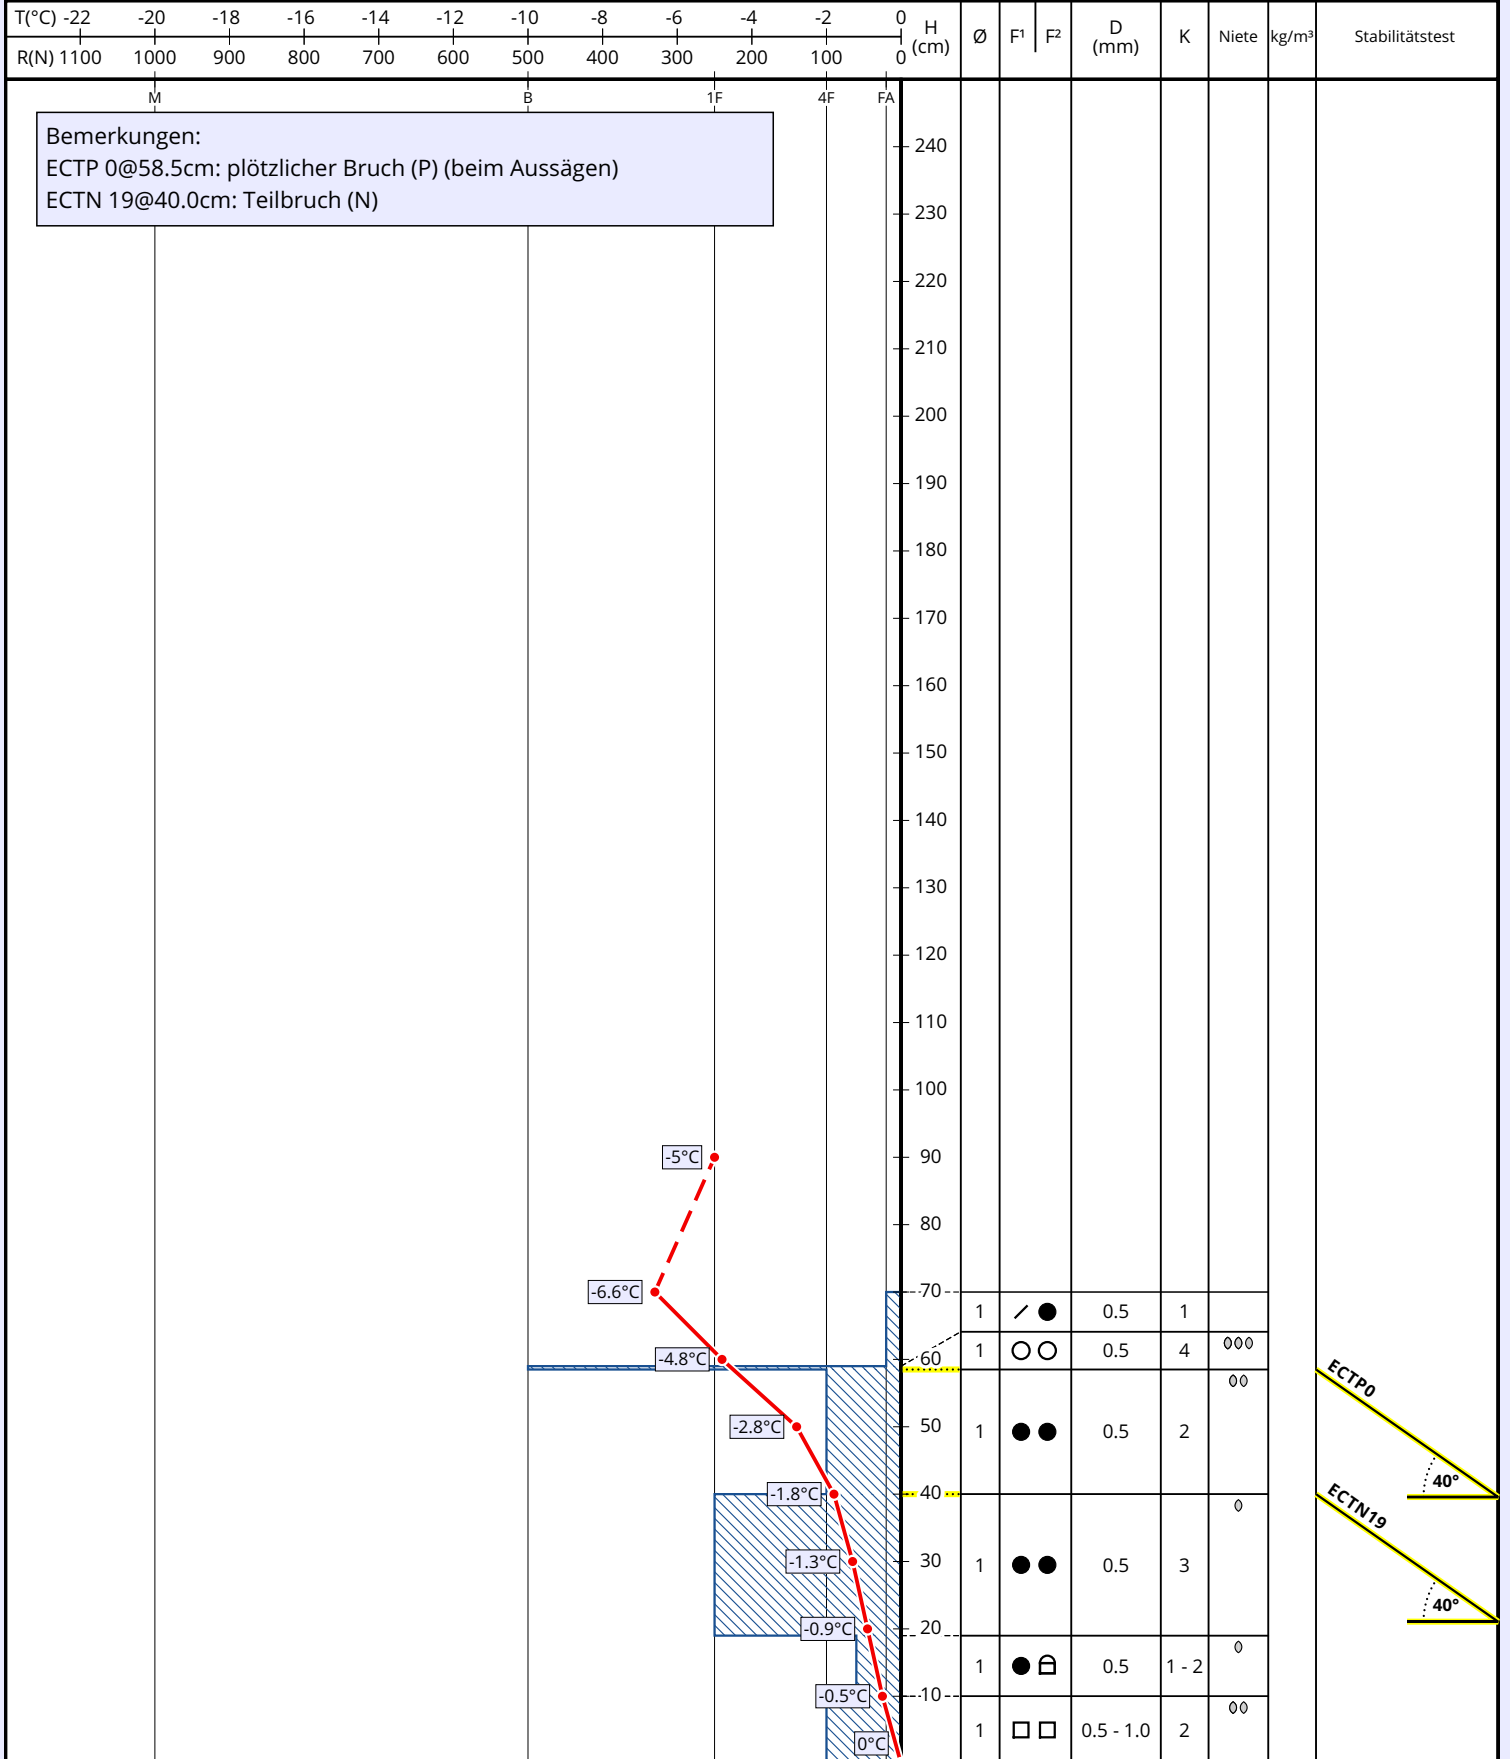 T(°C) -22 -20 -18 -16 -14 -12 -10 -8 -6 -4 -2 0
R(N) 1100 1000 900 800 700 600 500 400 300 200 100 0
H (cm)
Ø
F¹ F²
D (mm)
K
Niete
kg/m³
Stabilitätstest
M B 1F 4F FA
Bemerkungen:
ECTP 0@58.5cm: plötzlicher Bruch (P) (beim Aussägen)
ECTN 19@40.0cm: Teilbruch (N)
240
230
220
210
200
190
180
170
160
150
140
130
120
110
100
-5°C 90
80
-6.6°C 70
1 0.5 1
-4.8°C 60
1 0.5 4
ECTP0
-2.8°C 50
1 0.5 2
40°
-1.8°C 40
ECTN19
-1.3°C 30
1 0.5 3
40°
-0.9°C 20
1 0.5 1 - 2
-0.5°C 10
1 0.5 - 1.0 2
0°C